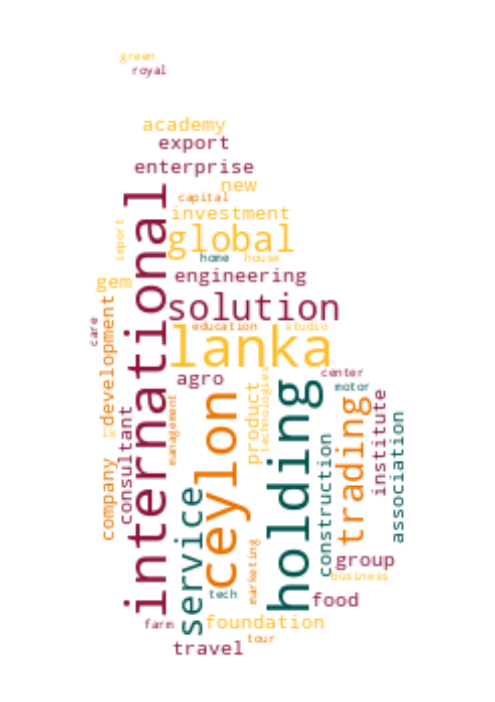 green
royal
academy
export
enterprise
new
capital
investment
import
global
home
house
engineering
gem
international
solution
development
care
education
studio
lanka
center
agro
motor
technologies
product
management
ceylon
holding
trading
institute
association
consultant
company
construction
service
marketing
group
business
tech
food
farm
foundation
tour
travel